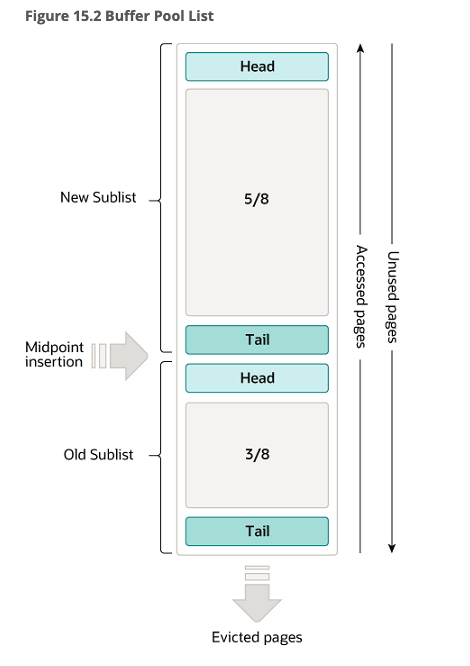 Figure 15.2 Buffer Pool List
Head
New Sublist
5/8
Accessed pages
Unused pages
Tail
Midpoint
insertion
Head
Old Sublist
3/8
Tail
Evicted pages